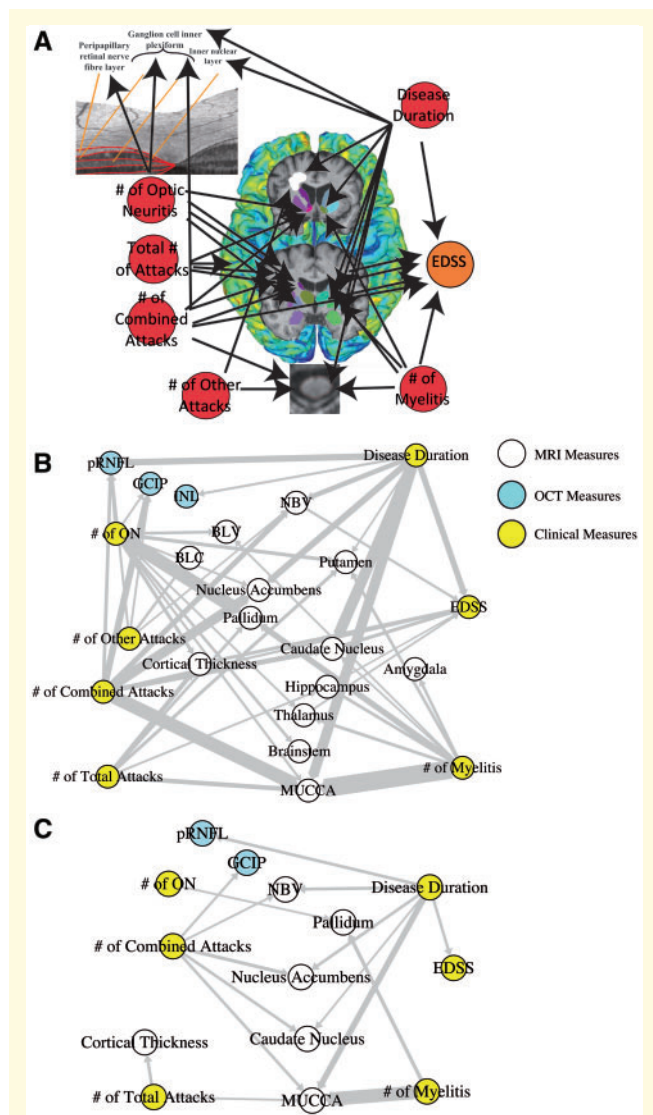 A
Ganglion cell inner
plexiform
Peripapillary
retinal nerve
fibre layer
Inner nuclear
layer
Disease
Duration
# of Optic
Neuritis
Total #
of Attacks
EDSS
# of
Combined
Attacks
# of Other
Attacks
# of
Myelitis
B
pRNFL
Disease Duration
MRI Measures
GCIP
INL
NBV
OCT Measures
# of ON
BLV
Clinical Measures
BLC
Putamen
Nucleus Accumbens
EDSS
Pallidum
# of Other Attacks
Caudate Nucleus
Cortical Thickness
Amygdala
# of Combined Attacks
Hippocampus
Thalamus
Brainstem
# of Total Attacks
# of Myelitis
MUCCA
C
pRNFL
GCIP
# of ON
NBV
Disease Duration
Pallidum
# of Combined Attacks
EDSS
Nucleus Accumbens
Cortical Thickness
Caudate Nucleus
# of Total Attacks
MUCCA
# of Myelitis